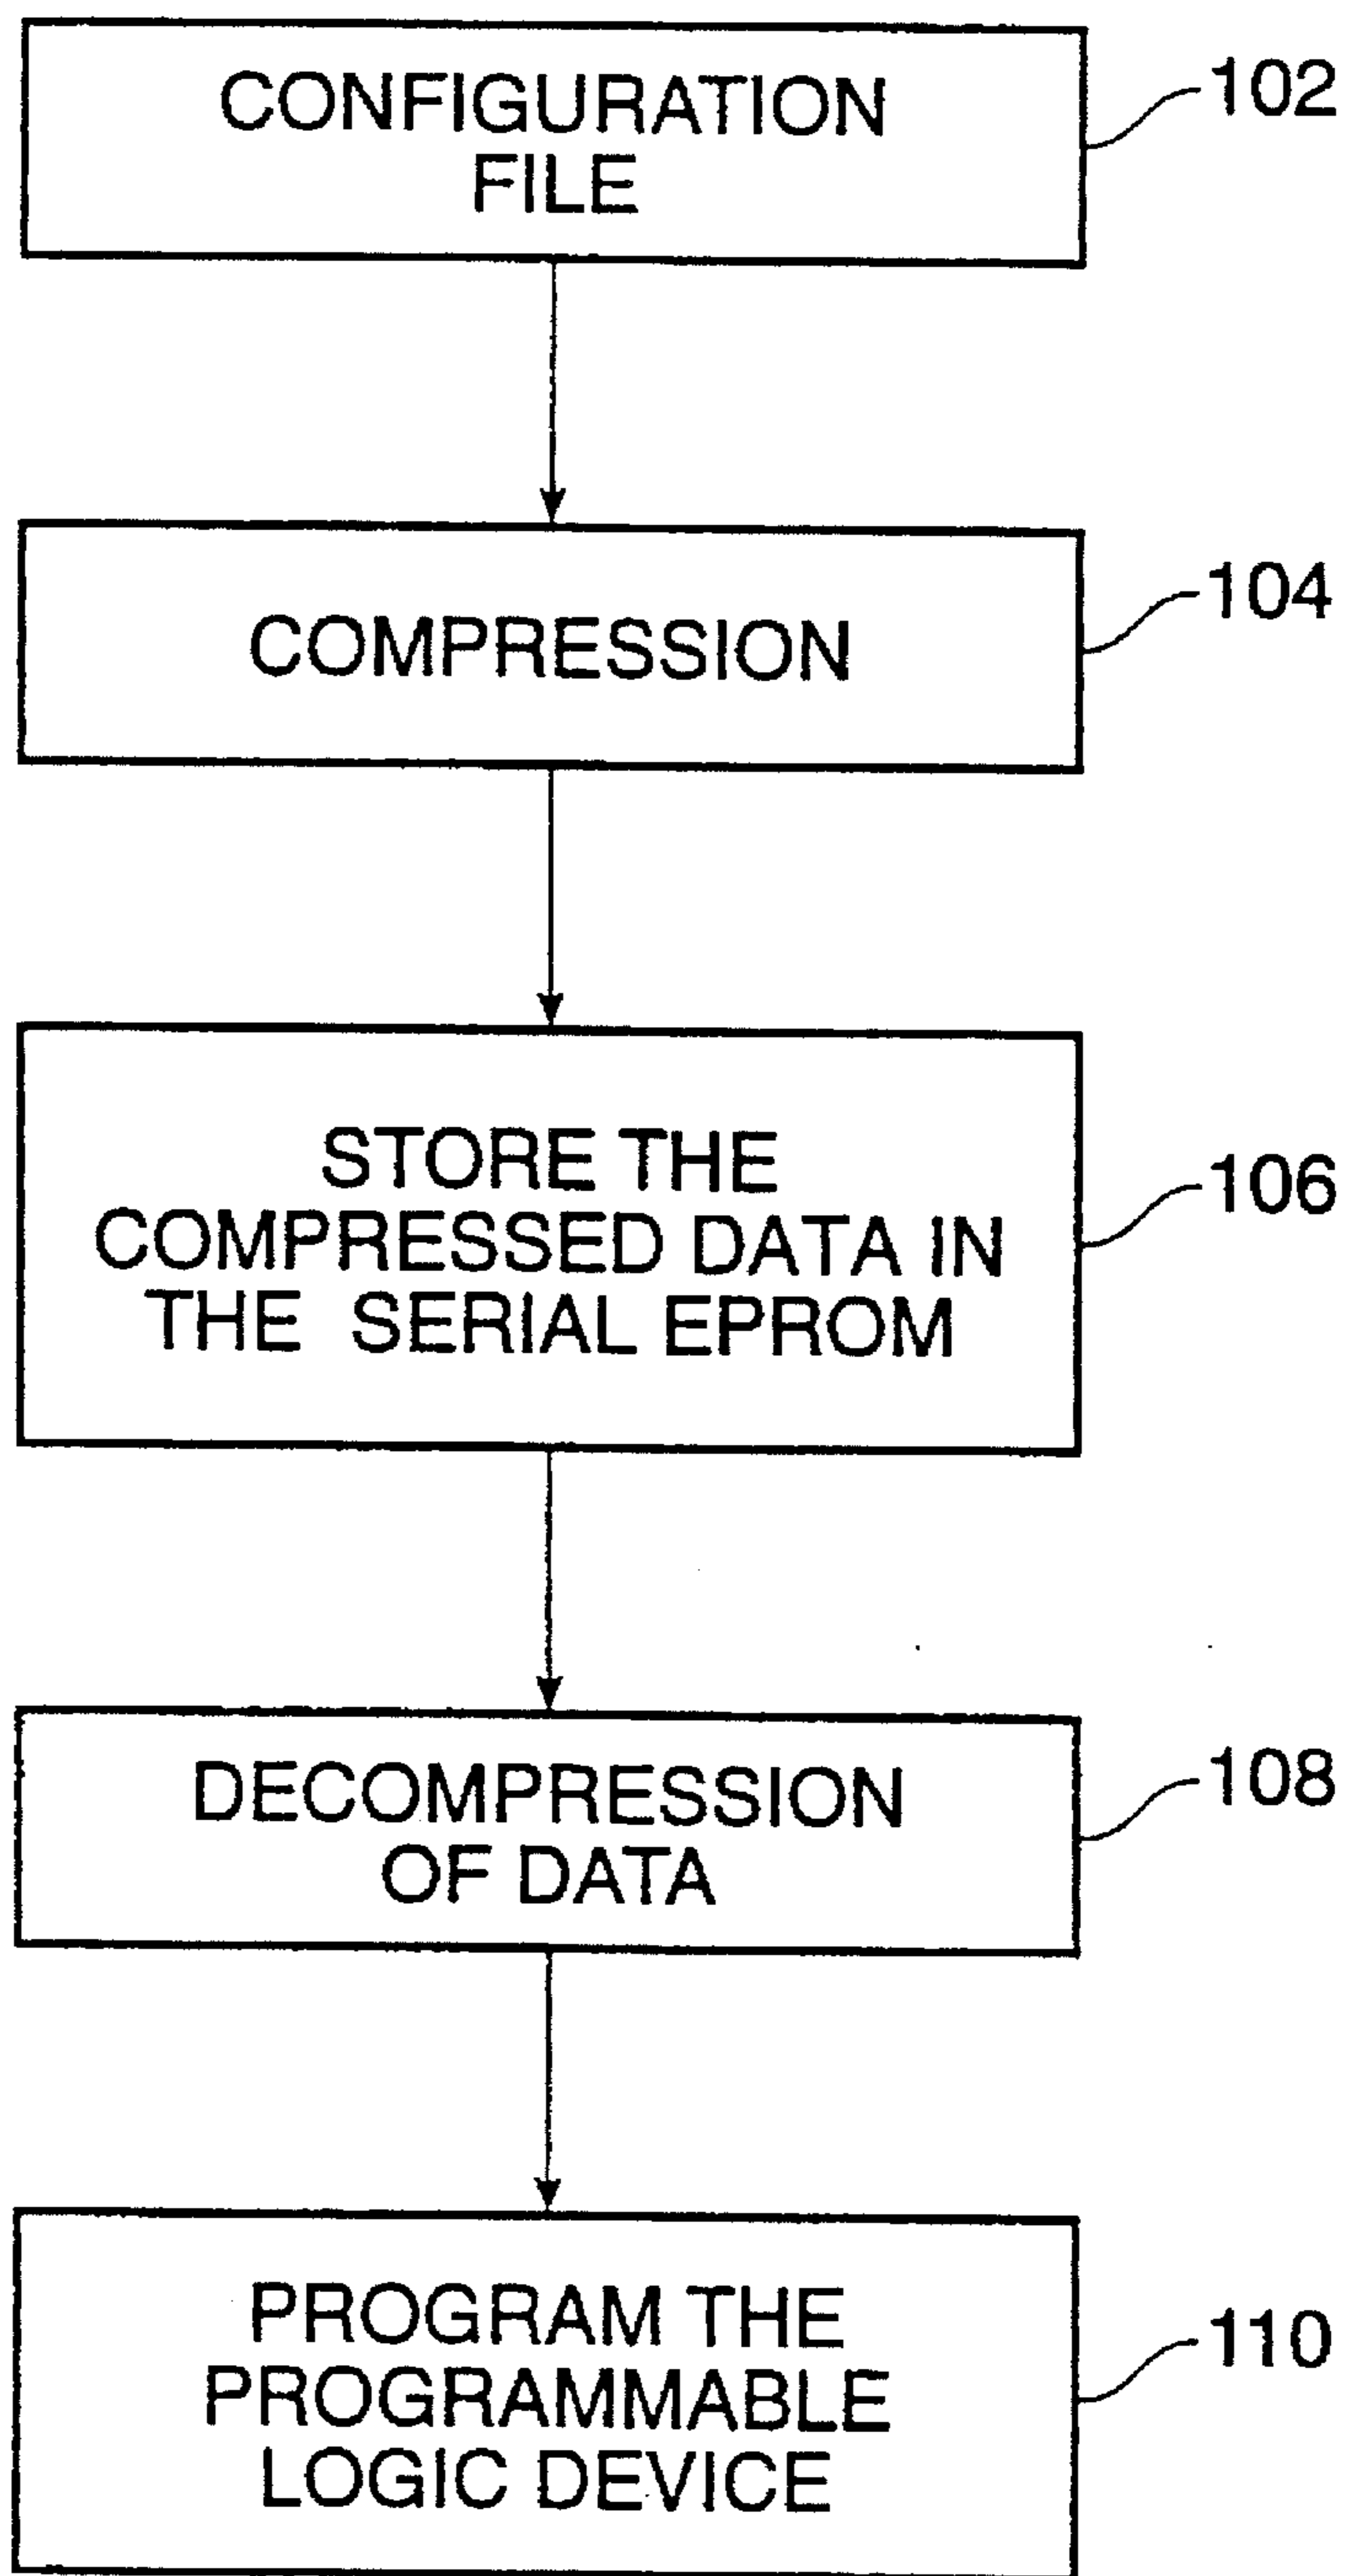 CONFIGURATION
FILE
102
COMPRESSION
104
STORE THE
COMPRESSED DATA IN
THE SERIAL EPROM
106
DECOMPRESSION
OF DATA
108
PROGRAM THE
PROGRAMMABLE
LOGIC DEVICE
110